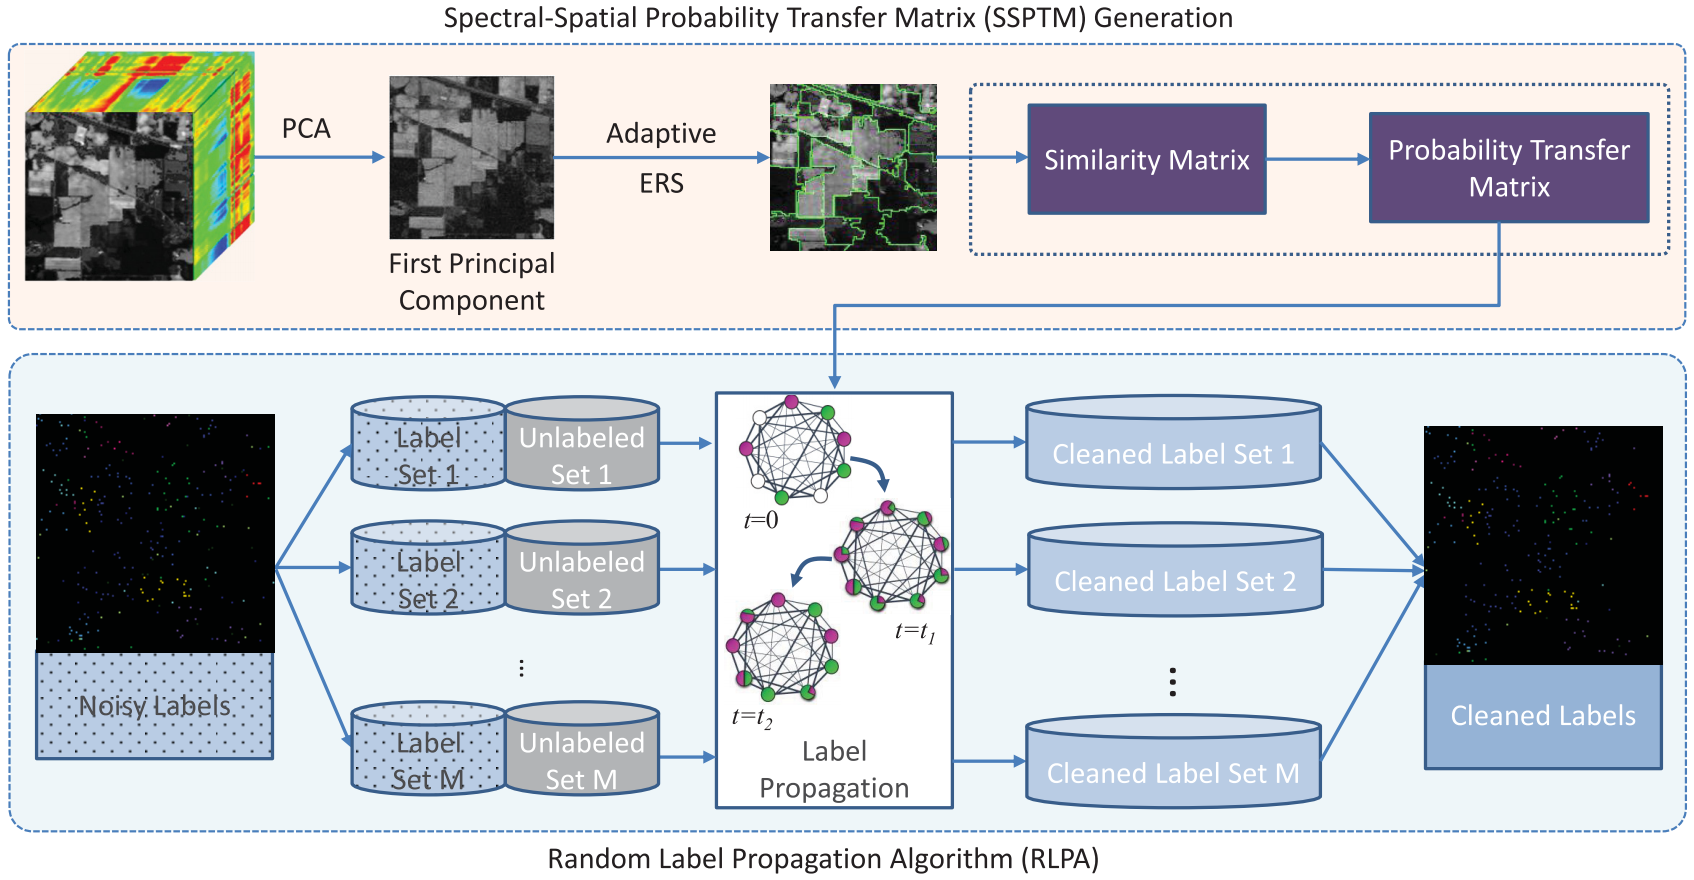 Spectral-Spatial Probability Transfer Matrix (SSPTM) Generation
PCA
First Principal
Component
Adaptive
ERS
Similarity Matrix
Probability Transfer
Matrix
Noisy Labels
Label
Set 1
Unlabeled
Set 1
Label
Set 2
Unlabeled
Set 2
...
Label
Set M
Unlabeled
Set M
t=0
t=t1
t=t2
Label
Propagation
Cleaned Label Set 1
Cleaned Label Set 2
...
Cleaned Label Set M
Cleaned Labels
Random Label Propagation Algorithm (RLPA)